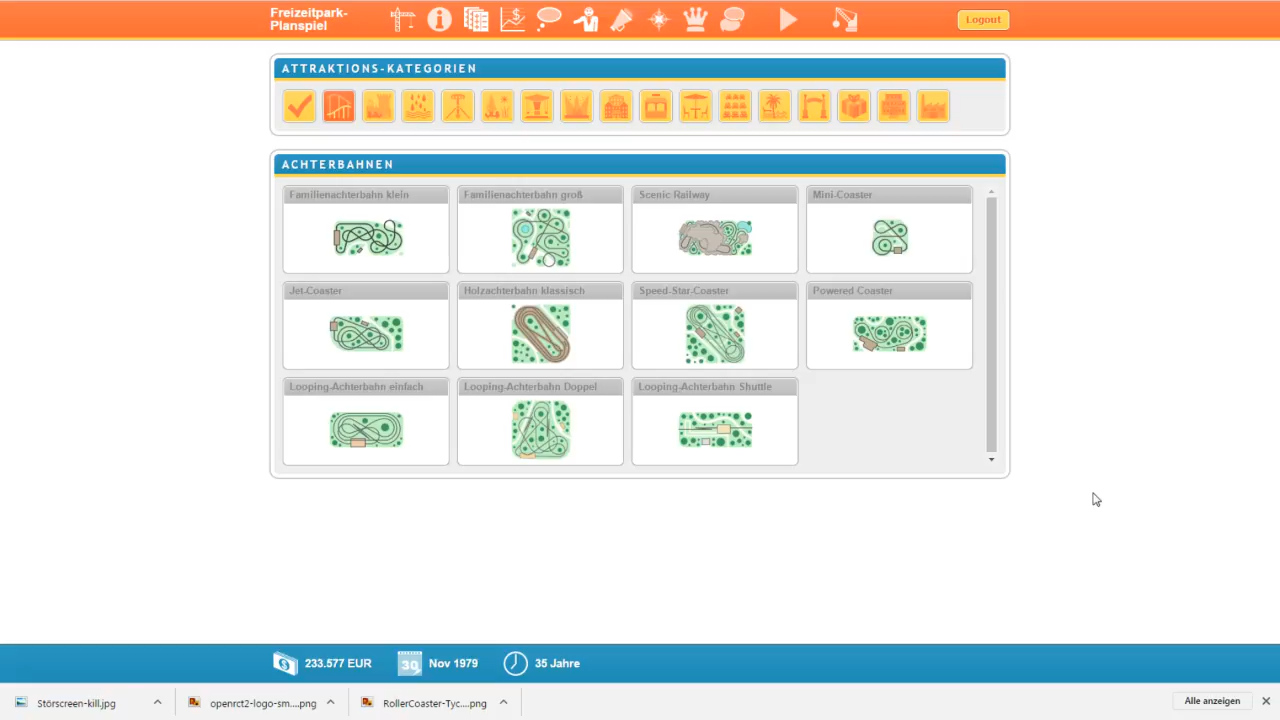 Freizeitpark-
Planspiel
Logout
ATTRAKTIONS-KATEGORIEN
ACHTERBAHNEN
Familienachterbahn klein
Familienachterbahn groß
Scenic Railway
Mini-Coaster
Jet-Coaster
Holzachterbahn klassisch
Speed-Star-Coaster
Powered Coaster
Looping-Achterbahn einfach
Looping-Achterbahn Doppel
Looping-Achterbahn Shuttle
233.577 EUR
30
Nov 1979
35 Jahre
Störscreen-kill.jpg
openrct2-logo-sm....png
RollerCoaster-Tyc....png
Alle anzeigen